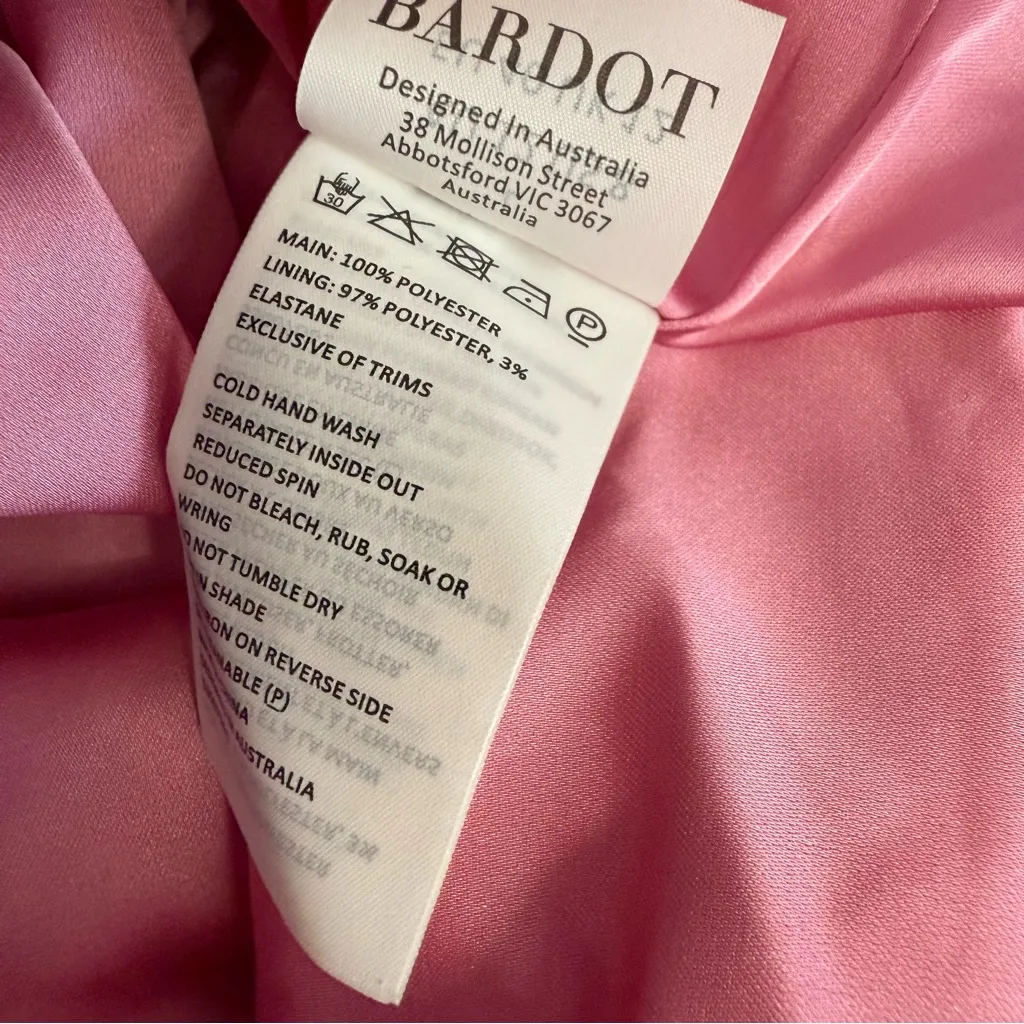 BARDOT
Designed In Australia
38 Mollison Street
Abbotsford VIC 3067
Australia
30
P
MAIN: 100% POLYESTER
LINING: 97% POLYESTER, 3%
ELASTANE
EXCLUSIVE OF TRIMS
COLD HAND WASH
SEPARATELY INSIDE OUT
REDUCED SPIN
DO NOT BLEACH, RUB, SOAK OR
WRING
NOT TUMBLE DRY
SHADE
ON REVERSE SIDE
(P)
AUSTRALIA